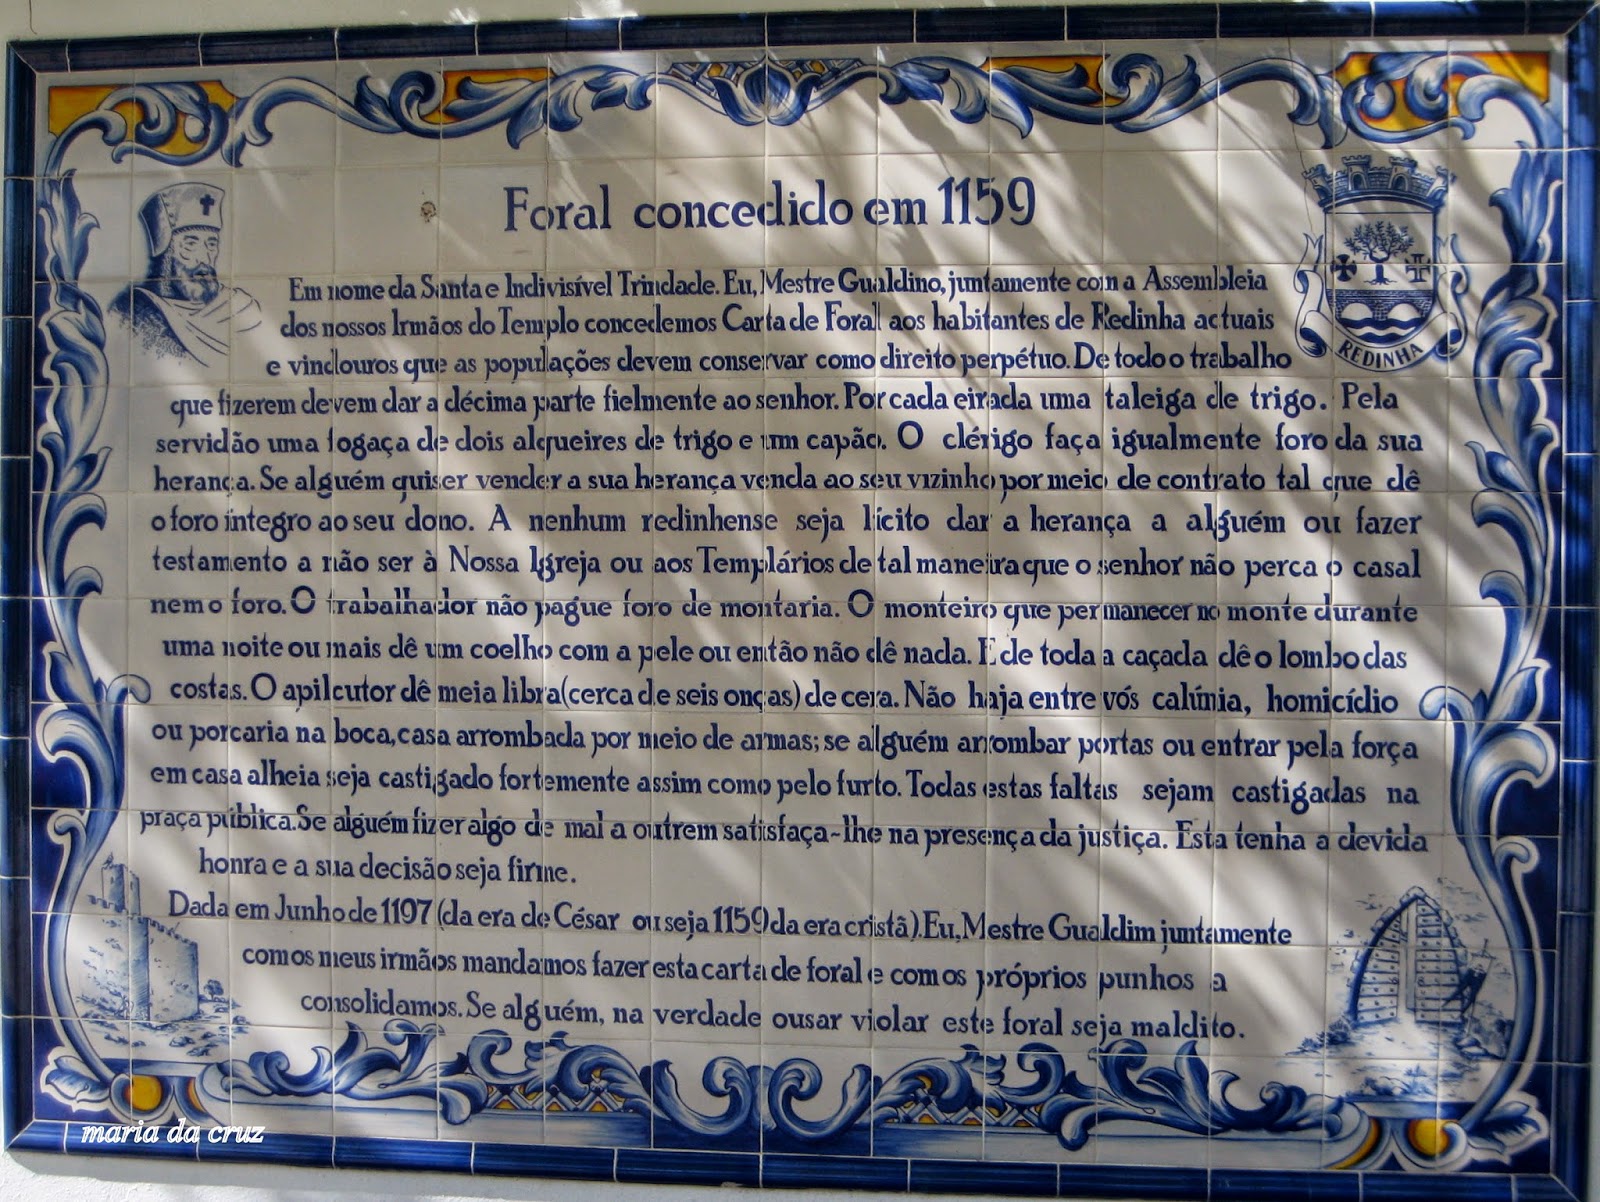 Foral concedido em 1159
Em nome da Santa e Indivisível Trindade. Eu, Mestre Gualdino, juntamente com a Assembleia
dos nossos Irmãos do Templo concedemos Carta de Foral aos habitantes de Redinha actuais
e vindouros que as populações devem conservar como direito perpétuo. De todo o trabalho
que fizerem devem dar a décima parte fielmente ao senhor. Por cada eirada uma taleiga de trigo. Pela
servidão uma fogaça de dois alqueires de trigo e um capão. O clérigo faça igualmente foro da sua
herança. Se alguém quiser vender a sua herança venda ao seu vizinho por meio de contrato tal que dê
o foro íntegro ao seu dono. A nenhum redinhense seja lícito dar a herança a alguém ou fazer
testamento a não ser à Nossa Igreja ou aos Templários de tal maneira que o senhor não perca o casal
nem o foro. O trabalhador não pague foro de montaria. O monteiro que permanecer no monte durante
uma noite ou mais dê um coelho com a pele ou então não dê nada. E de toda a caçada dê o lombo das
costas. O apilcutor dê meia libra (cerca de seis onças) de cera. Não haja entre vós calúnia, homicídio
ou porcaria na boca, casa arrombada por meio de armas; se alguém arrombar portas ou entrar pela força
em casa alheia seja castigado fortemente assim como pelo furto. Todas estas faltas sejam castigadas na
praça pública. Se alguém fizer algo de mal a outrem satisfaça-lhe na presença da justiça. Esta tenha a devida
honra e a sua decisão seja firme.
Dada em Junho de 1197 (da era de César ou seja 1159) da era cristã). Eu, Mestre Gualdim juntamente
com os meus irmãos mandamos fazer esta carta de foral e com os próprios punhos a
consolidamos. Se alguém, na verdade ousar violar este foral seja maldito.
REDINHA
maria da cruz